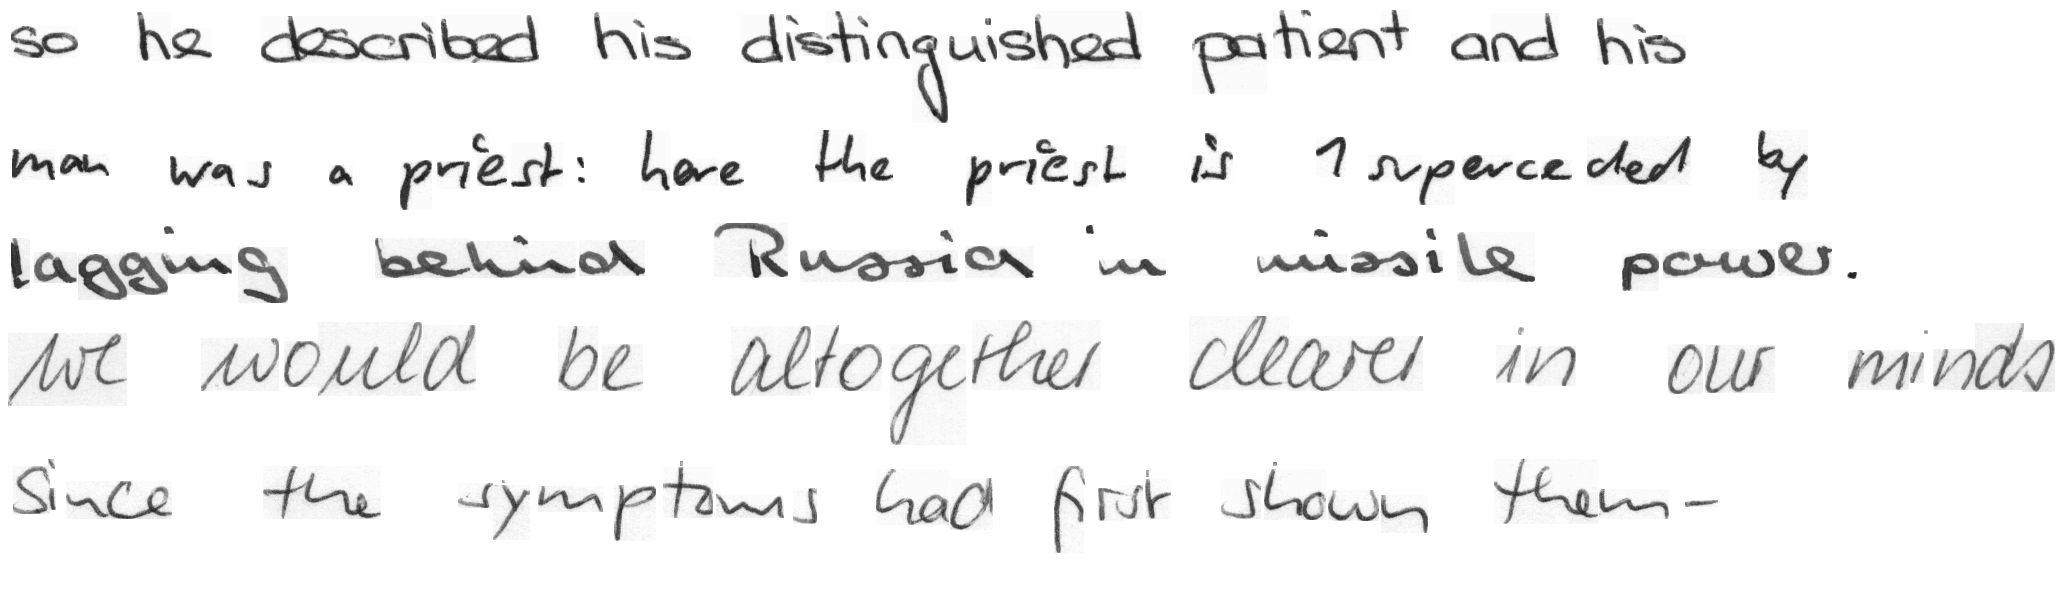 so he described his distinguished patient and his
man was a priest: here the priest is 1 superceded by
lagging behind Russia in missile power.
We would be altogether clearer in our minds
Since the symptoms had first shown them-